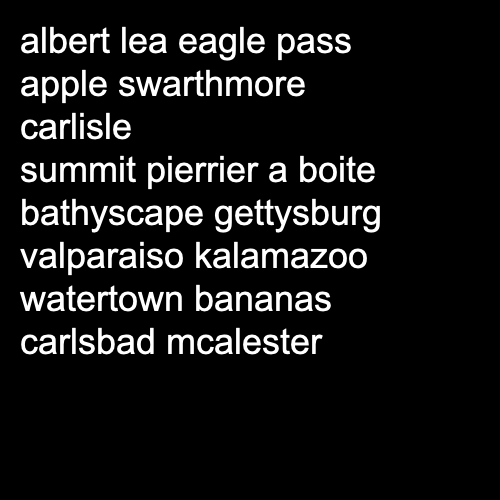 albert lea eagle pass
apple swarthmore
carlisle
summit pierrier a boite
bathyscape gettysburg
valparaiso kalamazoo
watertown bananas
carlsbad mcalester